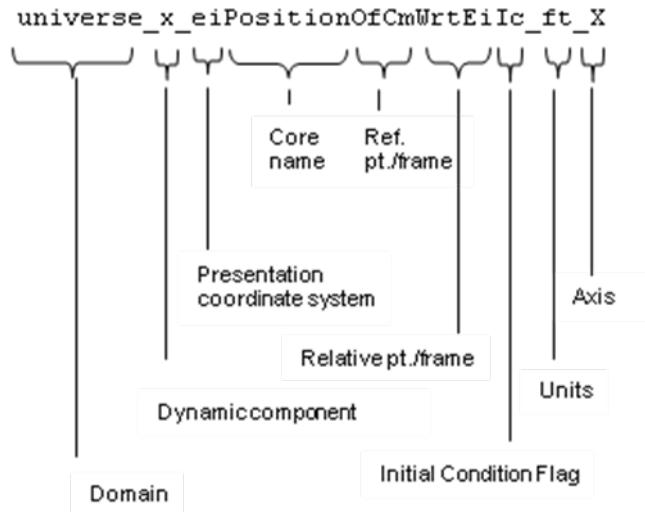 universe_x_eiPositionOfCmWrtEiIc_ft_X
Core name
Ref. pt./frame
Presentation
coordinate system
Axis
Relative pt./frame
Units
Dynamic component
Initial Condition Flag
Domain